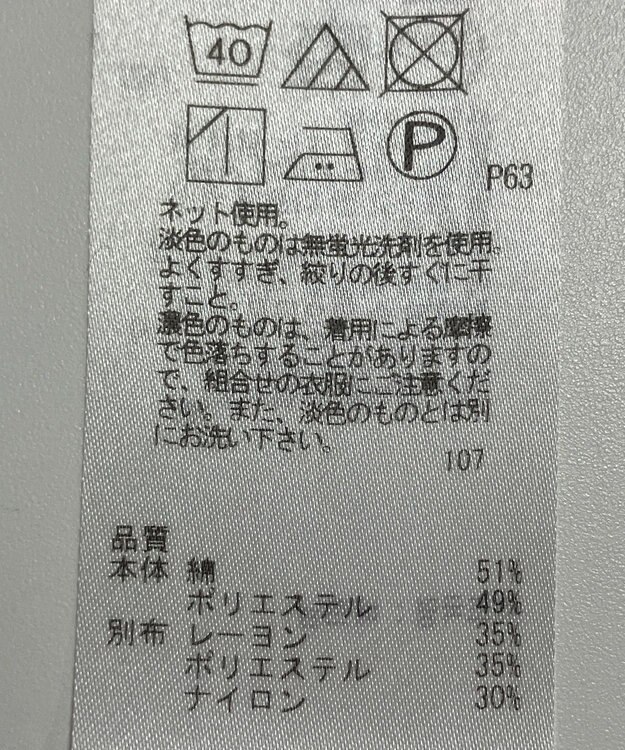 40
P
P63
ネット使用。
淡色のものは無蛍光洗剤を使用。
よくすすぎ、絞りの後すぐに干
すこと。
濃色のものは、着用による摩擦
で色落ちすることがありますの
で、組合せの衣服にご注意くだ
さい。また、淡色のものとは別
にお洗い下さい。
107
品質
本体 綿 51%
ポリエステル 49%
別布 レーヨン 35%
ポリエステル 35%
ナイロン 30%